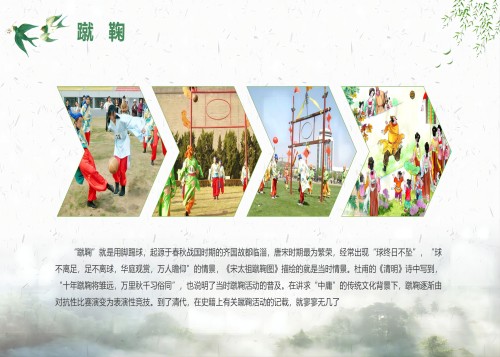 蹴 鞠
“蹴鞠”就是用脚踢球，起源于春秋战国时期的齐国故都临淄，唐宋时期最为繁荣，经常出现“球终日不坠”，“球
不离足，足不离球，华庭观赏，万人瞻仰”的情景，《宋太祖蹴鞠图》描绘的就是当时情景。杜甫的《清明》诗中写到，
“十年蹴鞠将雏远，万里秋千习俗同”，也说明了当时蹴鞠活动的普及。在讲求“中庸”的传统文化背景下，蹴鞠逐渐由
对抗性比赛演变为表演性竞技。到了清代，在史籍上有关蹴鞠活动的记载，就寥寥无几了